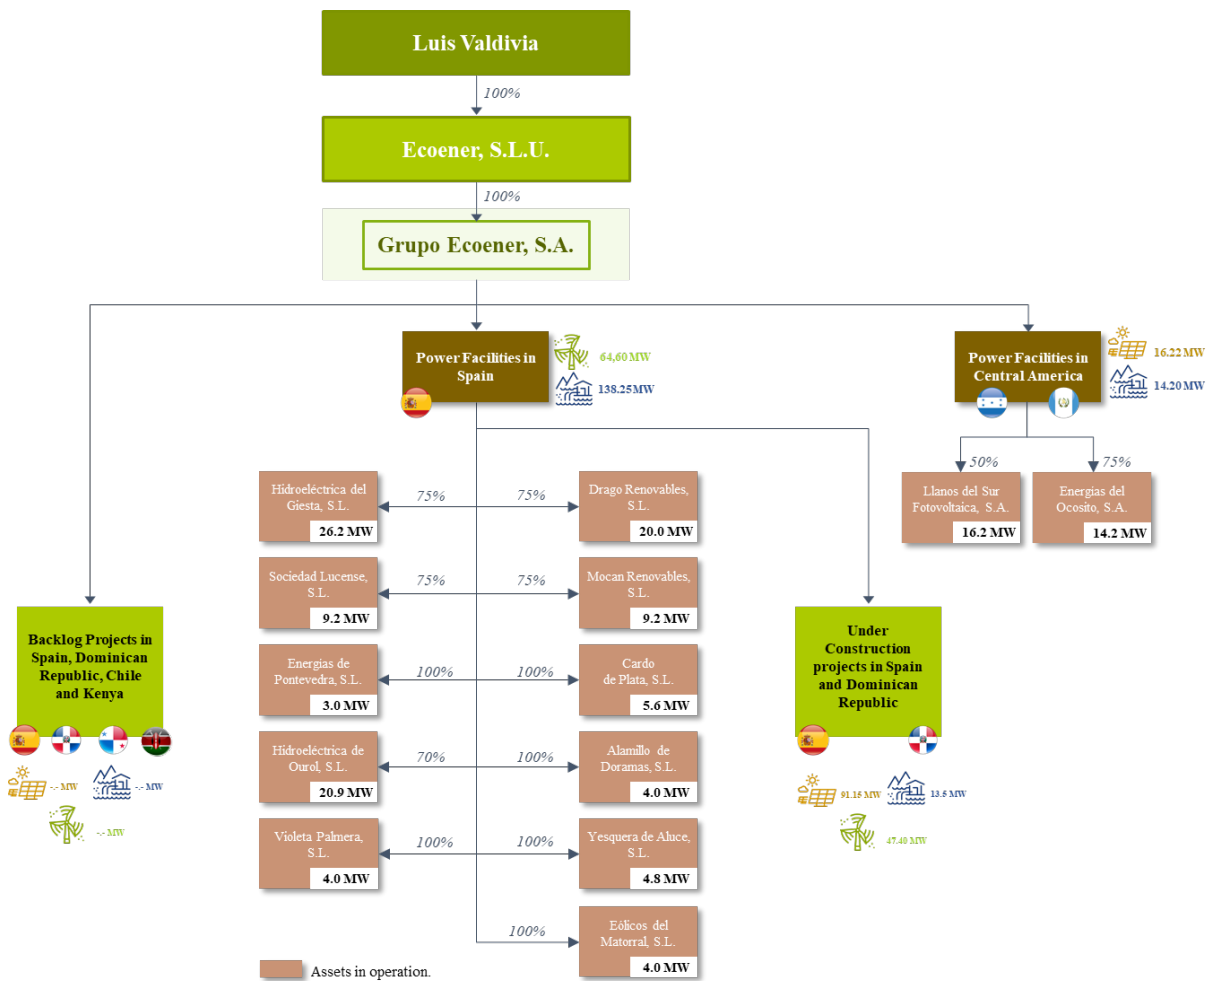 Luis Valdivia
100%
Ecoener, S.L.U.
100%
Grupo Ecoener, S.A.
Power Facilities in
Spain
64,60 MW
138.25 MW
Power Facilities in
Central America
16.22 MW
14.20 MW
50%
75%
Llanos del Sur
Fotovoltaica, S.A.
16.2 MW
Energías del
Ocosito, S.A.
14.2 MW
Hidroeléctrica del
Giesta, S.L.
26.2 MW
75%
75%
Drago Renovables,
S.L.
20.0 MW
Sociedad Lucense,
S.L.
9.2 MW
75%
75%
Mocan Renovables,
S.L.
9.2 MW
Energías de
Pontevedra, S.L.
3.0 MW
100%
100%
Cardo
de Plata, S.L.
5.6 MW
Hidroeléctrica de
Ourol, S.L.
20.9 MW
70%
100%
Alamillo de
Doramas, S.L.
4.0 MW
Violeta Palmera,
S.L.
4.0 MW
100%
100%
Yesquera de Aluce,
S.L.
4.8 MW
100%
Eólicos del
Matorral, S.L.
4.0 MW
Backlog Projects in
Spain, Dominican
Republic, Chile
and Kenya
-.- MW
-.- MW
-.- MW
Under
Construction
projects in Spain
and Dominican
Republic
91.15 MW
13.5 MW
47.40 MW
Assets in operation.